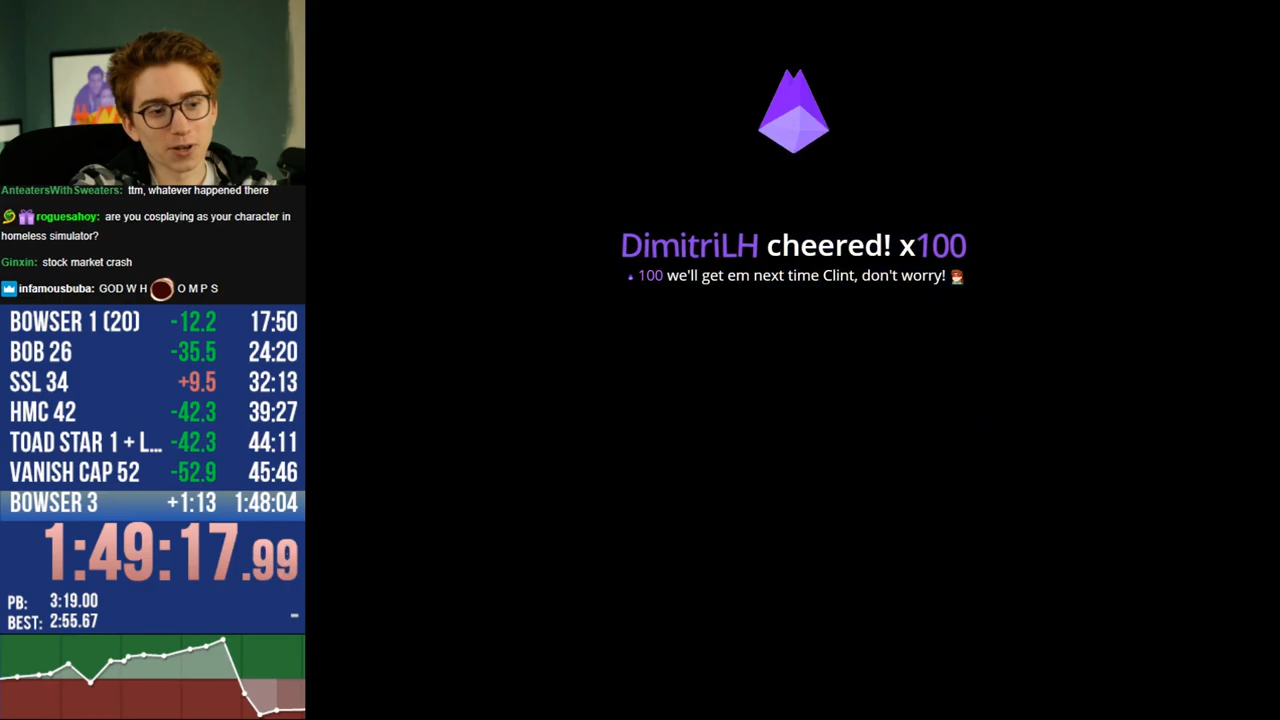 AnteatersWithSweaters: ttm, whatever happened there
roguesahoy: are you cosplaying as your character in
homeless simulator?
Ginxin: stock market crash
infamousbuba: GOD W H O M P S
BOWSER 1 (20) -12.2 17:50
BOB 26 -35.5 24:20
SSL 34 +9.5 32:13
HMC 42 -42.3 39:27
TOAD STAR 1 + L... -42.3 44:11
VANISH CAP 52 -52.9 45:46
BOWSER 3 +1:13 1:48:04
1:49:17.99
PB: 3:19.00
BEST: 2:55.67 –
DimitriLH cheered! x100
100 we'll get em next time Clint, don't worry!